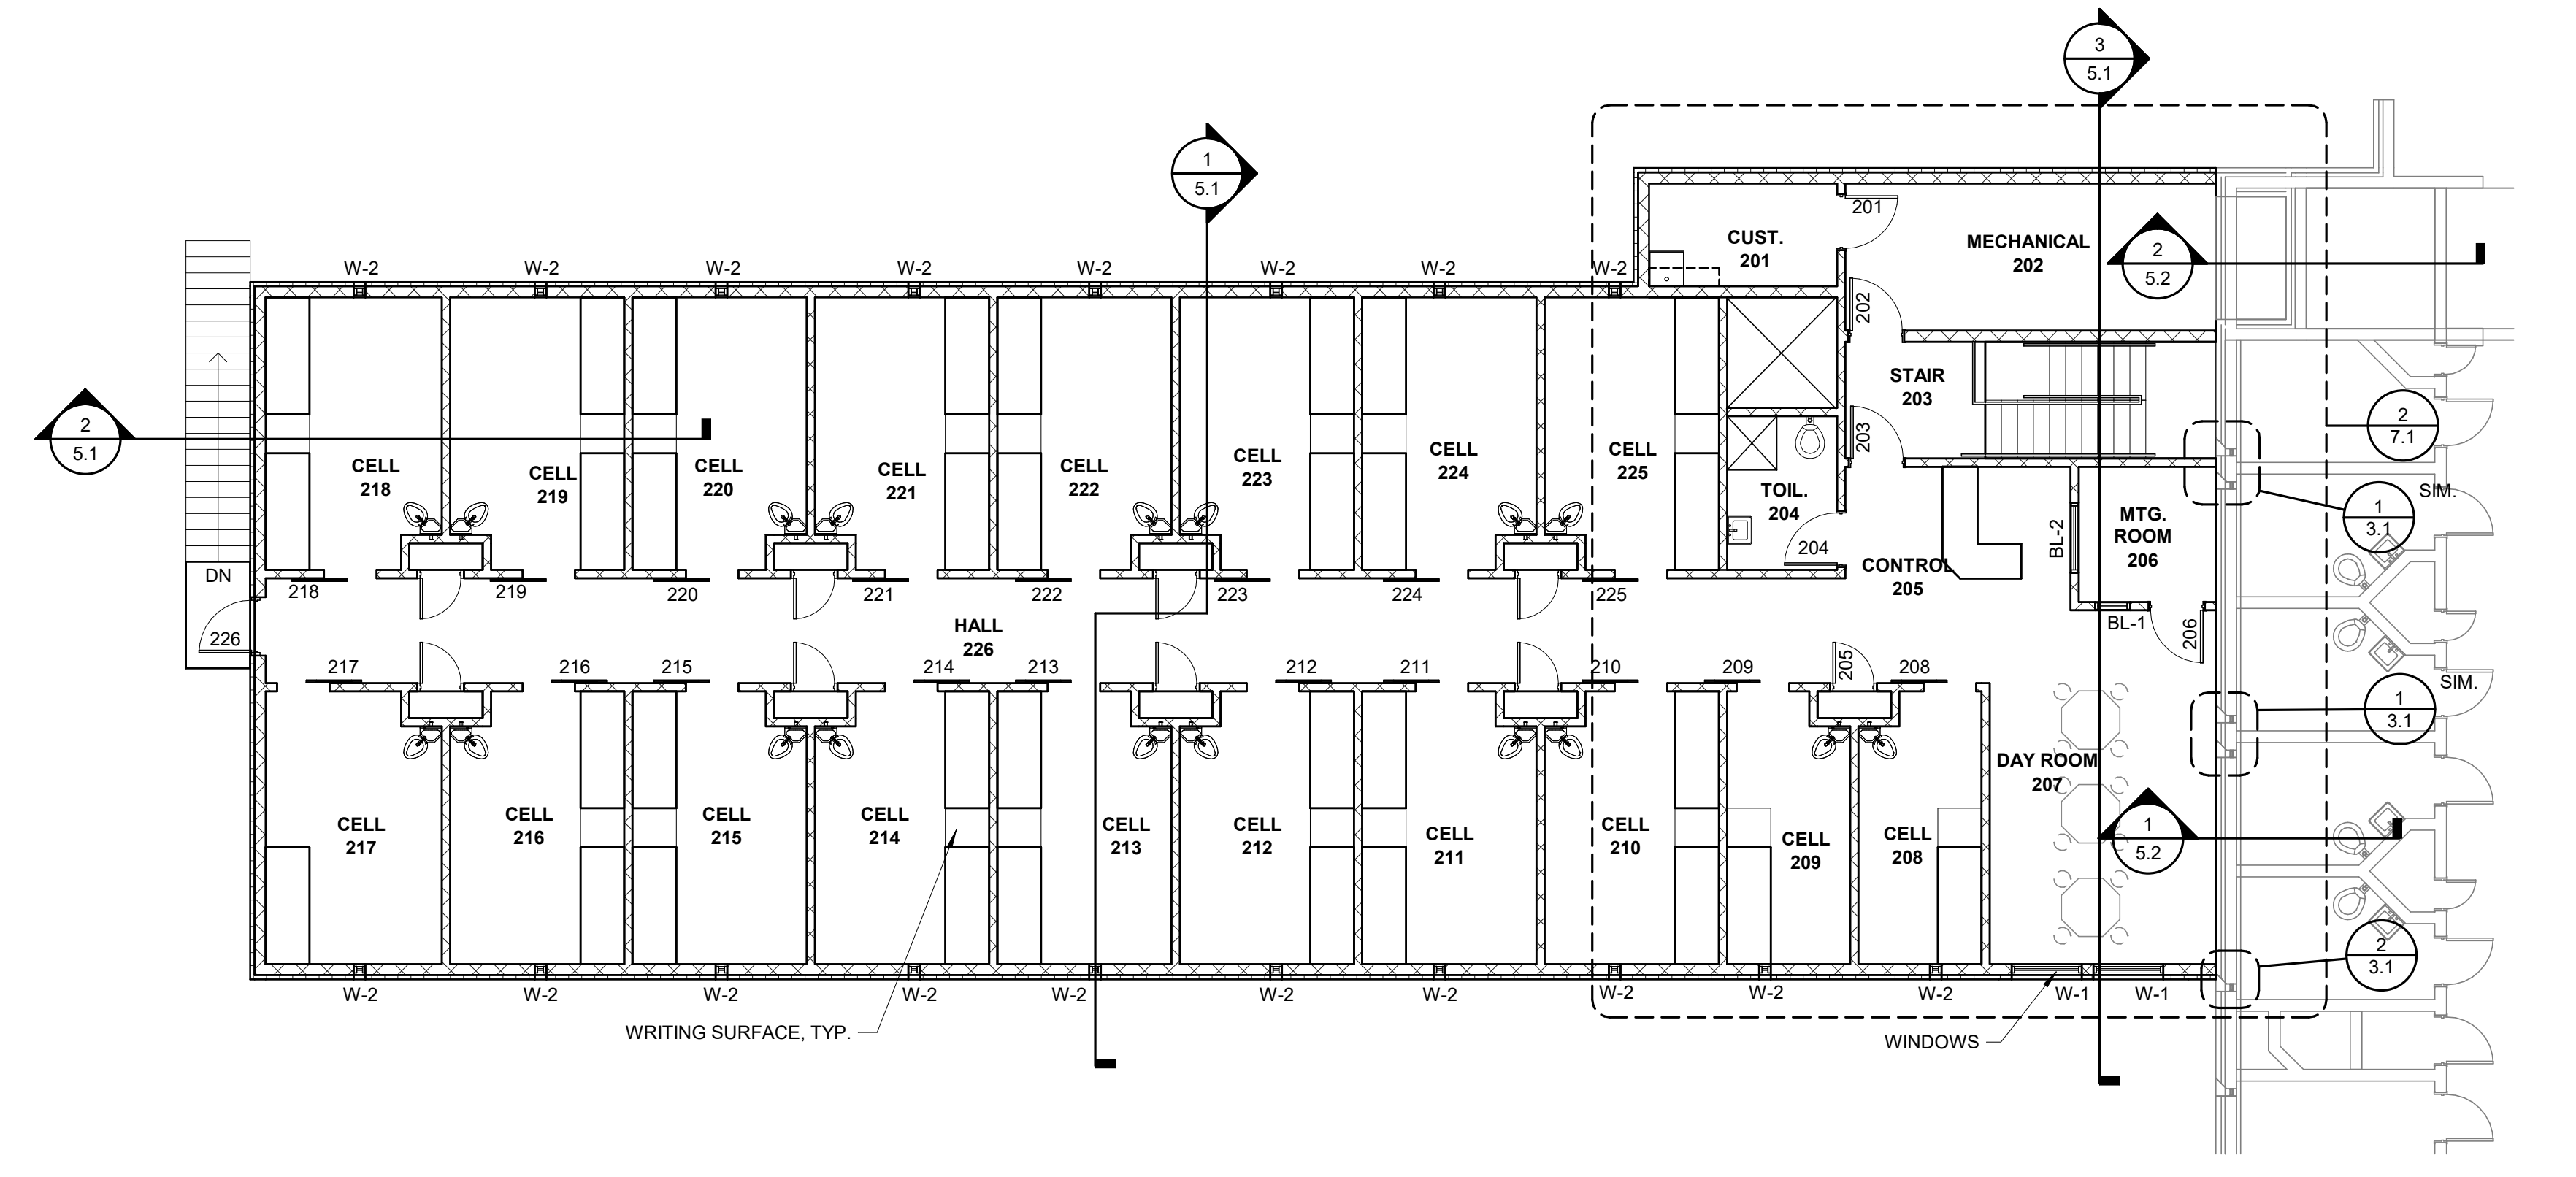 3
5.1
1
5.1
201
CUST.
201
MECHANICAL
202
2
5.2
W-2
W-2
W-2
W-2
W-2
W-2
W-2
W-2
202
STAIR
203
2
5.1
2
7.1
203
CELL
218
CELL
219
CELL
220
CELL
221
CELL
222
CELL
223
CELL
224
CELL
225
TOIL.
204
SIM.
1
3.1
MTG.
ROOM
206
BL-2
204
CONTROL
205
DN
218
219
220
221
222
223
224
225
226
HALL
226
BL-1
206
217
216
215
214
213
212
211
210
209
205
208
SIM.
1
3.1
DAY ROOM
207
CELL
217
CELL
216
CELL
215
CELL
214
CELL
213
CELL
212
CELL
211
CELL
210
CELL
209
CELL
208
1
5.2
2
3.1
W-2
W-2
W-2
W-2
W-2
W-2
W-2
W-2
W-2
W-2
W-1
W-1
WRITING SURFACE, TYP.
WINDOWS